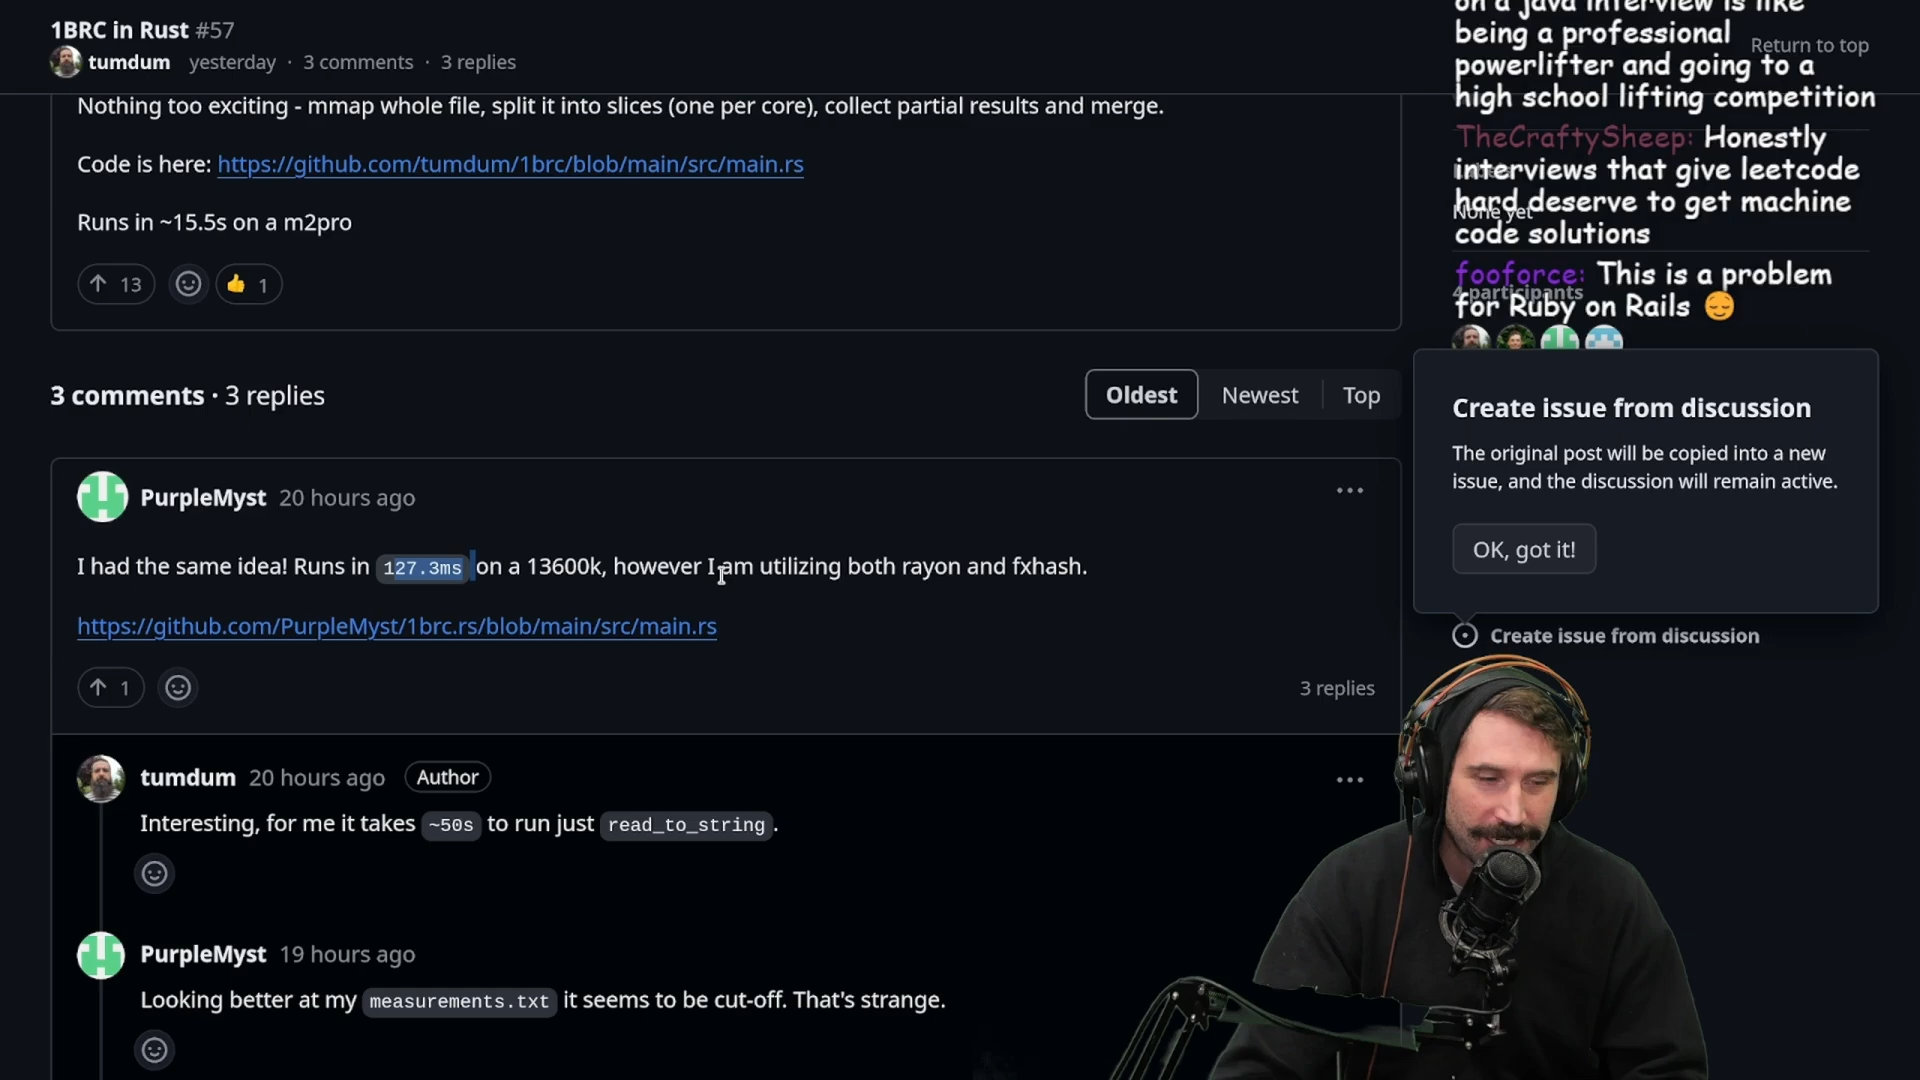 1BRC in Rust #57
tumdum yesterday · 3 comments · 3 replies
Nothing too exciting - mmap whole file, split it into slices (one per core), collect partial results and merge.
Code is here: https://github.com/tumdum/1brc/blob/main/src/main.rs
Runs in ~15.5s on a m2pro
13
👍 1
3 comments · 3 replies
Oldest Newest Top
PurpleMyst 20 hours ago
I had the same idea! Runs in 127.3ms on a 13600k, however I am utilizing both rayon and fxhash.
https://github.com/PurpleMyst/1brc.rs/blob/main/src/main.rs
1
3 replies
tumdum 20 hours ago Author
Interesting, for me it takes ~50s to run just read_to_string.
PurpleMyst 19 hours ago
Looking better at my measurements.txt it seems to be cut-off. That's strange.
on a java interview is like
being a professional
Return to top
powerlifter and going to a
high school lifting competition
TheCraftySheep: Honestly
interviews that give leetcode
hard deserve to get machine
None yet
code solutions
fooforce: This is a problem
4 participants
for Ruby on Rails 😌
Create issue from discussion
The original post will be copied into a new
issue, and the discussion will remain active.
OK, got it!
Create issue from discussion